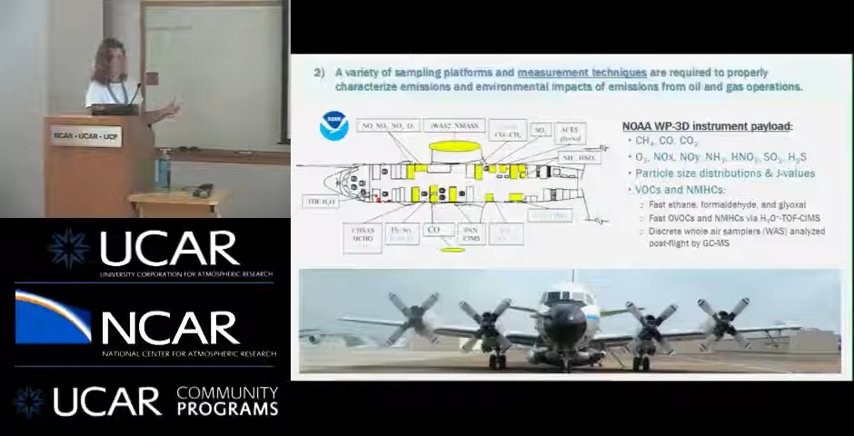 NCAR - UCAR - UCP
UCAR
UNIVERSITY CORPORATION FOR ATMOSPHERIC RESEARCH
NCAR
NATIONAL CENTER FOR ATMOSPHERIC RESEARCH
UCAR COMMUNITY
PROGRAMS
2) A variety of sampling platforms and measurement techniques are required to properly
characterize emissions and environmental impacts of emissions from oil and gas operations.
NOAA WP-3D instrument payload:
• CH₄, CO, CO₂
• O₃, NOx, NOy, NH₃, HNO₃, SO₂, H₂S
• Particle size distributions & J-values
• VOCs and NMHCs:
Fast ethane, formaldehyde, and glyoxal
Fast OVOCs and NMHCs via H₃O⁺-TOF-CIMS
Discrete whole air samplers (WAS) analyzed
post-flight by GC-MS
iWAS2 NMASS
CO₂ CH₄
SO₂
ACES
glyoxal
NH₃ HNO₃
HCHO
CO
PAN
CIMS